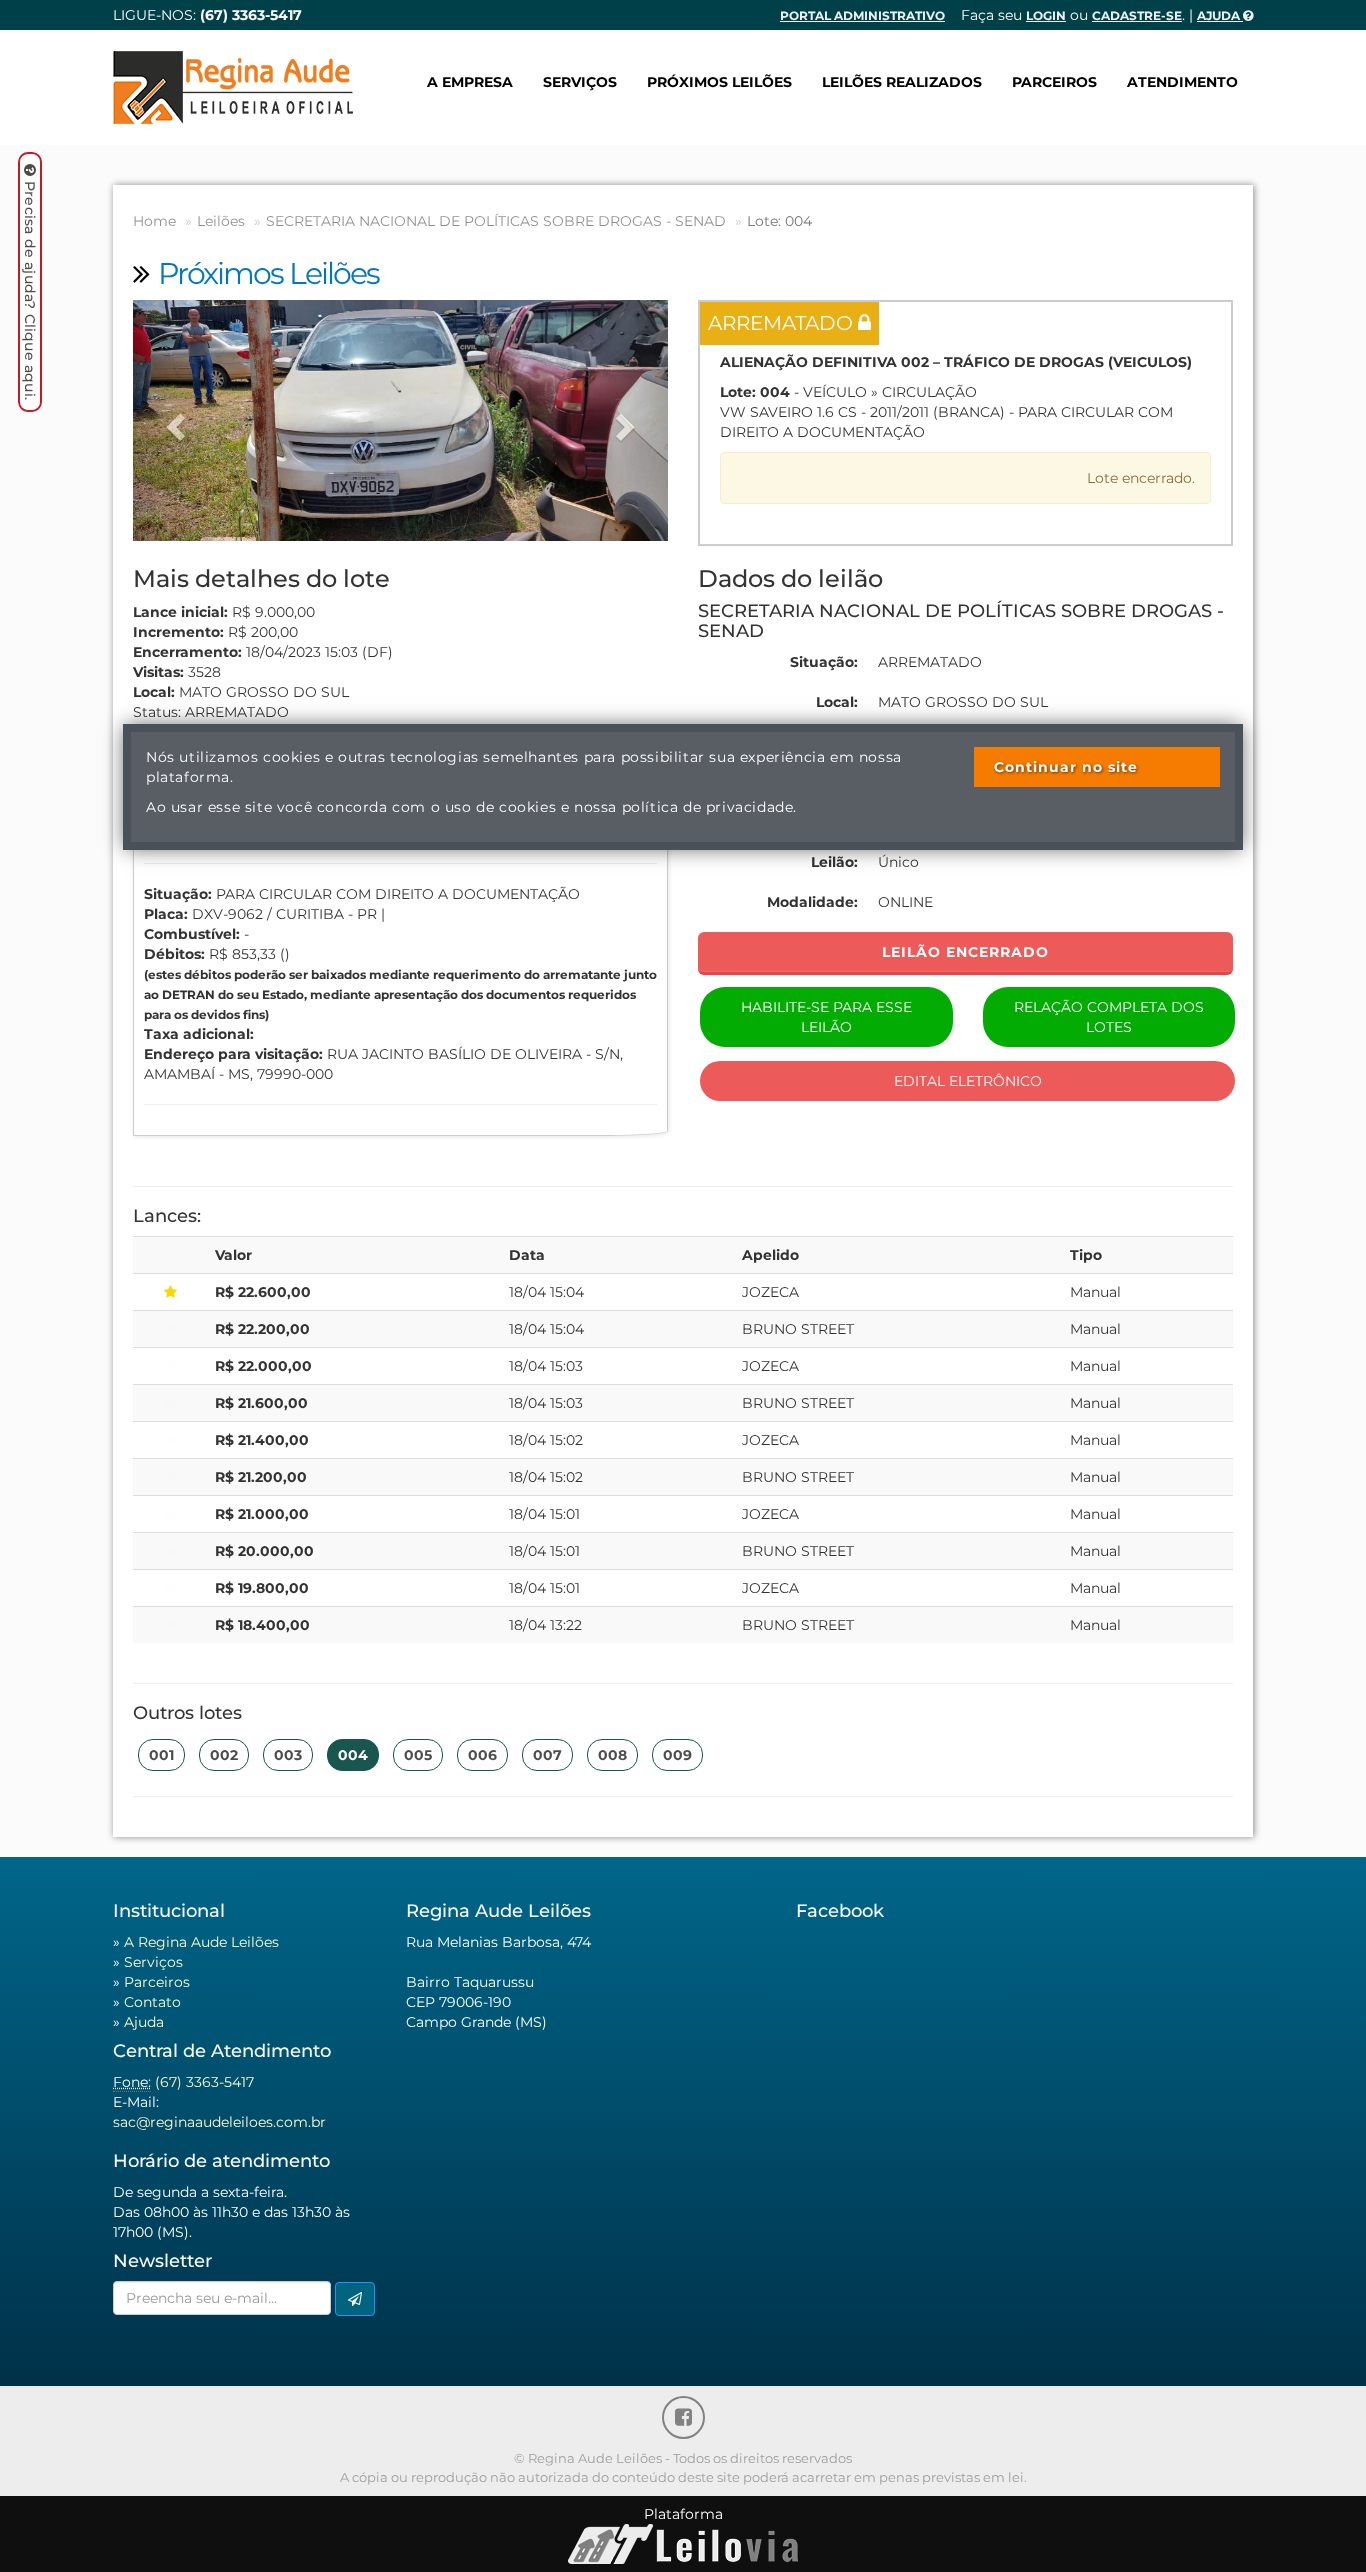 LIGUE-NOS: (67) 3363-5417
PORTAL ADMINISTRATIVO Faça seu LOGIN ou CADASTRE-SE. | AJUDA
Regina Aude
LEILOEIRA OFICIAL
A EMPRESA SERVIÇOS PRÓXIMOS LEILÕES LEILÕES REALIZADOS PARCEIROS ATENDIMENTO
Precisa de ajuda? Clique aqui.
Home » Leilões » SECRETARIA NACIONAL DE POLÍTICAS SOBRE DROGAS - SENAD » Lote: 004
Próximos Leilões
DXV-9062
ARREMATADO
ALIENAÇÃO DEFINITIVA 002 – TRÁFICO DE DROGAS (VEICULOS)
Lote: 004 - VEÍCULO » CIRCULAÇÃO
VW SAVEIRO 1.6 CS - 2011/2011 (BRANCA) - PARA CIRCULAR COM
DIREITO A DOCUMENTAÇÃO
Lote encerrado.
Mais detalhes do lote
Lance inicial: R$ 9.000,00
Incremento: R$ 200,00
Encerramento: 18/04/2023 15:03 (DF)
Visitas: 3528
Local: MATO GROSSO DO SUL
Status: ARREMATADO
Dados do leilão
SECRETARIA NACIONAL DE POLÍTICAS SOBRE DROGAS -
SENAD
Situação: ARREMATADO
Local: MATO GROSSO DO SUL
Nós utilizamos cookies e outras tecnologias semelhantes para possibilitar sua experiência em nossa
plataforma.
Ao usar esse site você concorda com o uso de cookies e nossa política de privacidade.
Continuar no site
Situação: PARA CIRCULAR COM DIREITO A DOCUMENTAÇÃO
Placa: DXV-9062 / CURITIBA - PR |
Combustível: -
Débitos: R$ 853,33 ()
(estes débitos poderão ser baixados mediante requerimento do arrematante junto
ao DETRAN do seu Estado, mediante apresentação dos documentos requeridos
para os devidos fins)
Taxa adicional:
Endereço para visitação: RUA JACINTO BASÍLIO DE OLIVEIRA - S/N,
AMAMBAÍ - MS, 79990-000
Leilão: Único
Modalidade: ONLINE
LEILÃO ENCERRADO
HABILITE-SE PARA ESSE
LEILÃO
RELAÇÃO COMPLETA DOS
LOTES
EDITAL ELETRÔNICO
Lances:
Valor Data Apelido Tipo
R$ 22.600,00 18/04 15:04 JOZECA Manual
R$ 22.200,00 18/04 15:04 BRUNO STREET Manual
R$ 22.000,00 18/04 15:03 JOZECA Manual
R$ 21.600,00 18/04 15:03 BRUNO STREET Manual
R$ 21.400,00 18/04 15:02 JOZECA Manual
R$ 21.200,00 18/04 15:02 BRUNO STREET Manual
R$ 21.000,00 18/04 15:01 JOZECA Manual
R$ 20.000,00 18/04 15:01 BRUNO STREET Manual
R$ 19.800,00 18/04 15:01 JOZECA Manual
R$ 18.400,00 18/04 13:22 BRUNO STREET Manual
Outros lotes
001 002 003 004 005 006 007 008 009
Institucional
» A Regina Aude Leilões
» Serviços
» Parceiros
» Contato
» Ajuda
Central de Atendimento
Fone: (67) 3363-5417
E-Mail:
sac@reginaaudeleiloes.com.br
Horário de atendimento
De segunda a sexta-feira.
Das 08h00 às 11h30 e das 13h30 às
17h00 (MS).
Newsletter
Preencha seu e-mail...
Regina Aude Leilões
Rua Melanias Barbosa, 474
Bairro Taquarussu
CEP 79006-190
Campo Grande (MS)
Facebook
© Regina Aude Leilões - Todos os direitos reservados
A cópia ou reprodução não autorizada do conteúdo deste site poderá acarretar em penas previstas em lei.
Plataforma
Leilovia